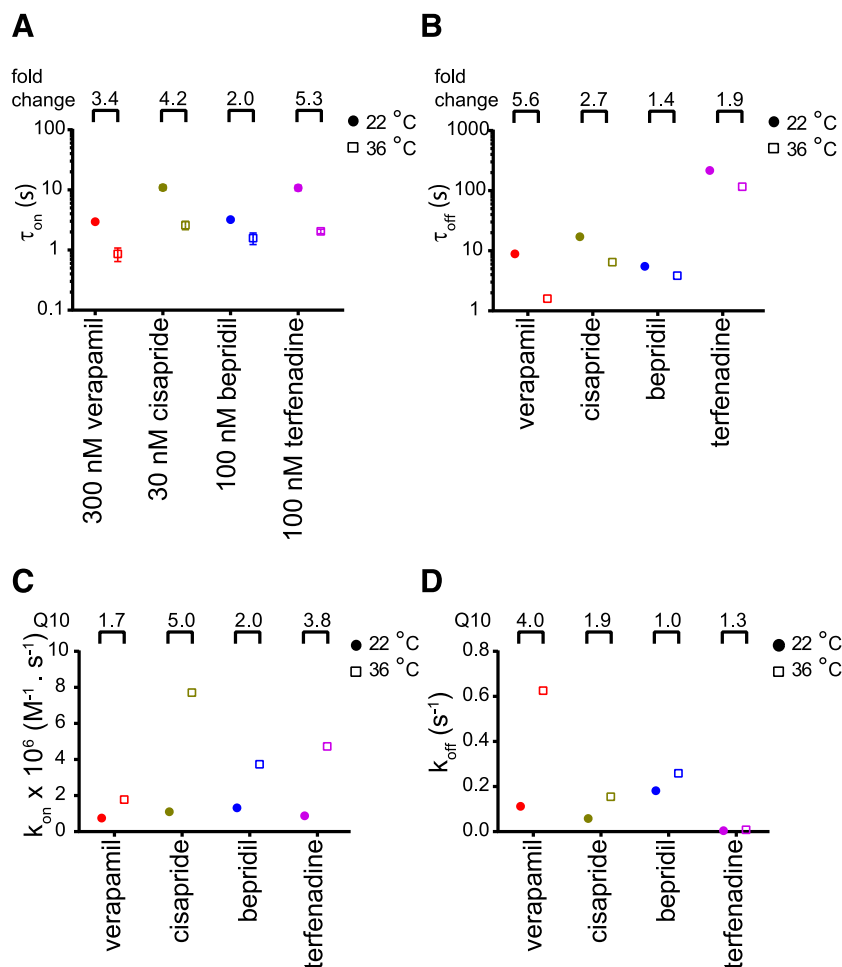 A
fold
change 3.4 4.2 2.0 5.3
22 °C
36 °C
100
10
1
0.1
τon (s)
300 nM verapamil
30 nM cisapride
100 nM bepridil
100 nM terfenadine
B
fold
change 5.6 2.7 1.4 1.9
22 °C
36 °C
1000
100
10
1
τoff (s)
verapamil
cisapride
bepridil
terfenadine
C
Q10 1.7 5.0 2.0 3.8
22 °C
36 °C
10
8
6
4
2
0
kon x 10⁶ (M⁻¹ . s⁻¹)
verapamil
cisapride
bepridil
terfenadine
D
Q10 4.0 1.9 1.0 1.3
22 °C
36 °C
0.8
0.6
0.4
0.2
0.0
koff (s⁻¹)
verapamil
cisapride
bepridil
terfenadine